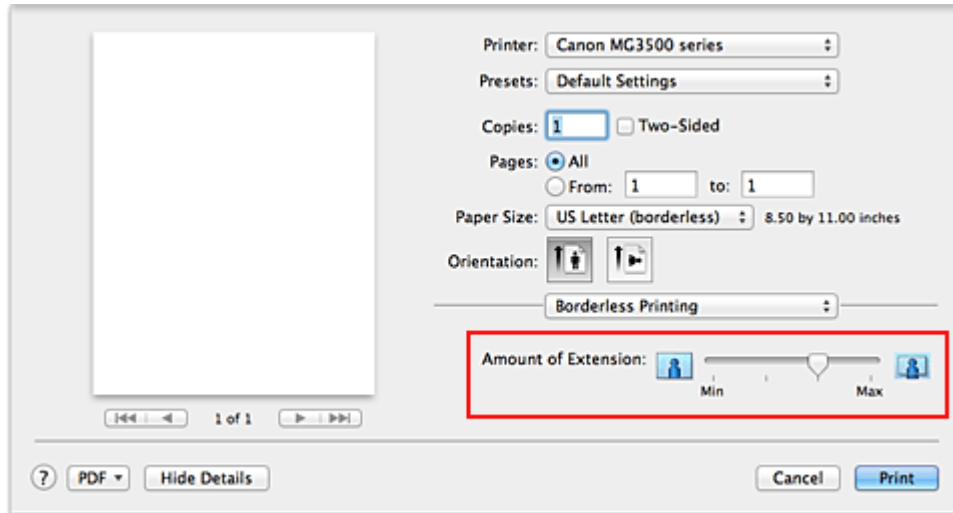 Printer: Canon MG3500 series
Presets: Default Settings
Copies: 1 Two-Sided
Pages: All
From: 1 to: 1
Paper Size: US Letter (borderless) 8.50 by 11.00 inches
Orientation:
Borderless Printing
Amount of Extension:
Min Max
1 of 1
? PDF Hide Details Cancel Print